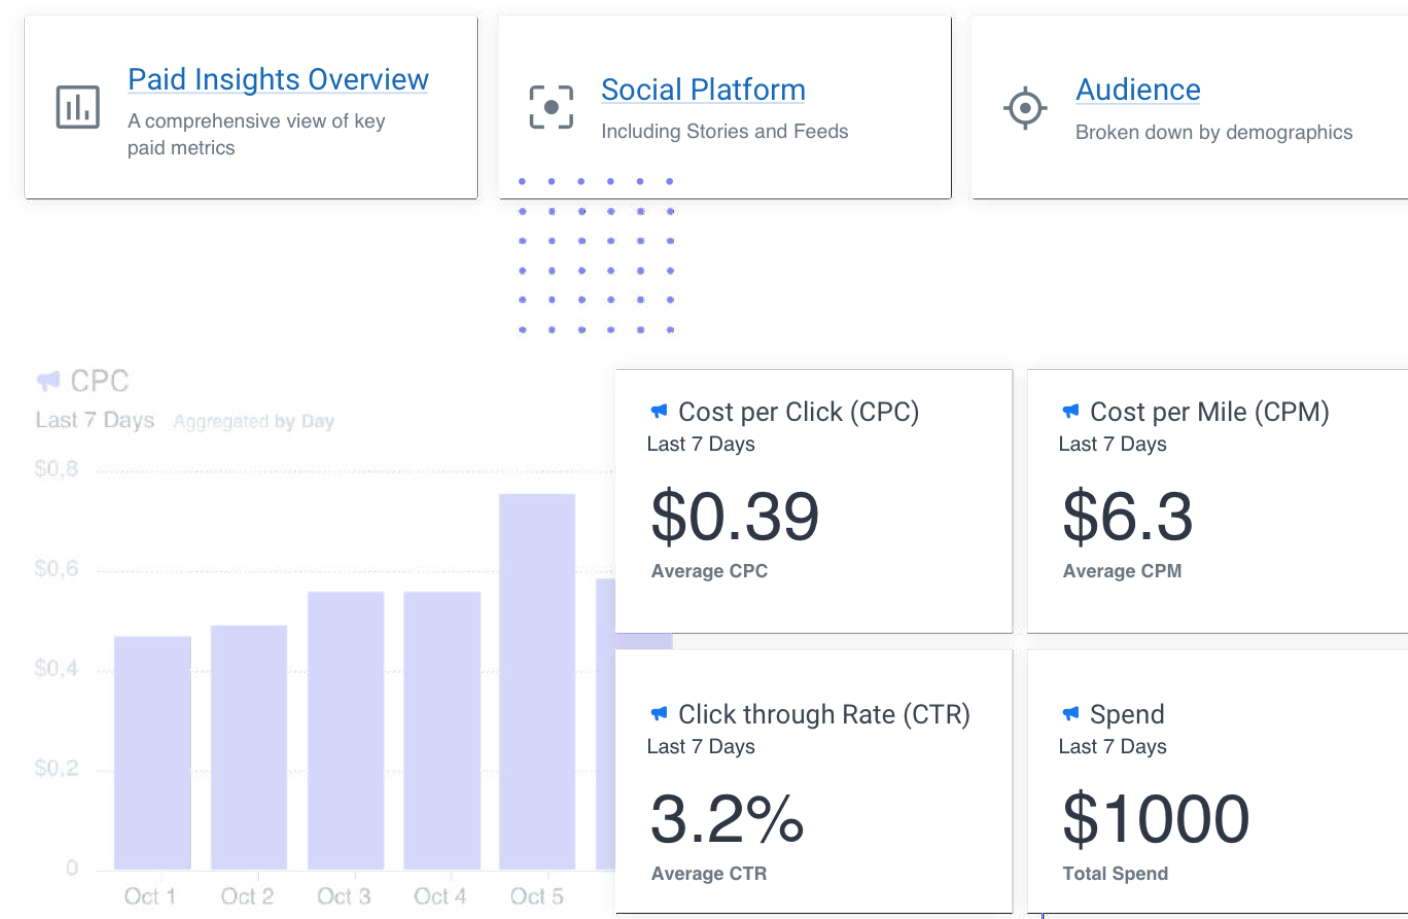 Paid Insights Overview
A comprehensive view of key
paid metrics
Social Platform
Including Stories and Feeds
Audience
Broken down by demographics
CPC
Last 7 Days Aggregated by Day
$0,8
$0,6
$0,4
$0,2
0
Oct 1 Oct 2 Oct 3 Oct 4 Oct 5
Cost per Click (CPC)
Last 7 Days
$0.39
Average CPC
Cost per Mile (CPM)
Last 7 Days
$6.3
Average CPM
Click through Rate (CTR)
Last 7 Days
3.2%
Average CTR
Spend
Last 7 Days
$1000
Total Spend